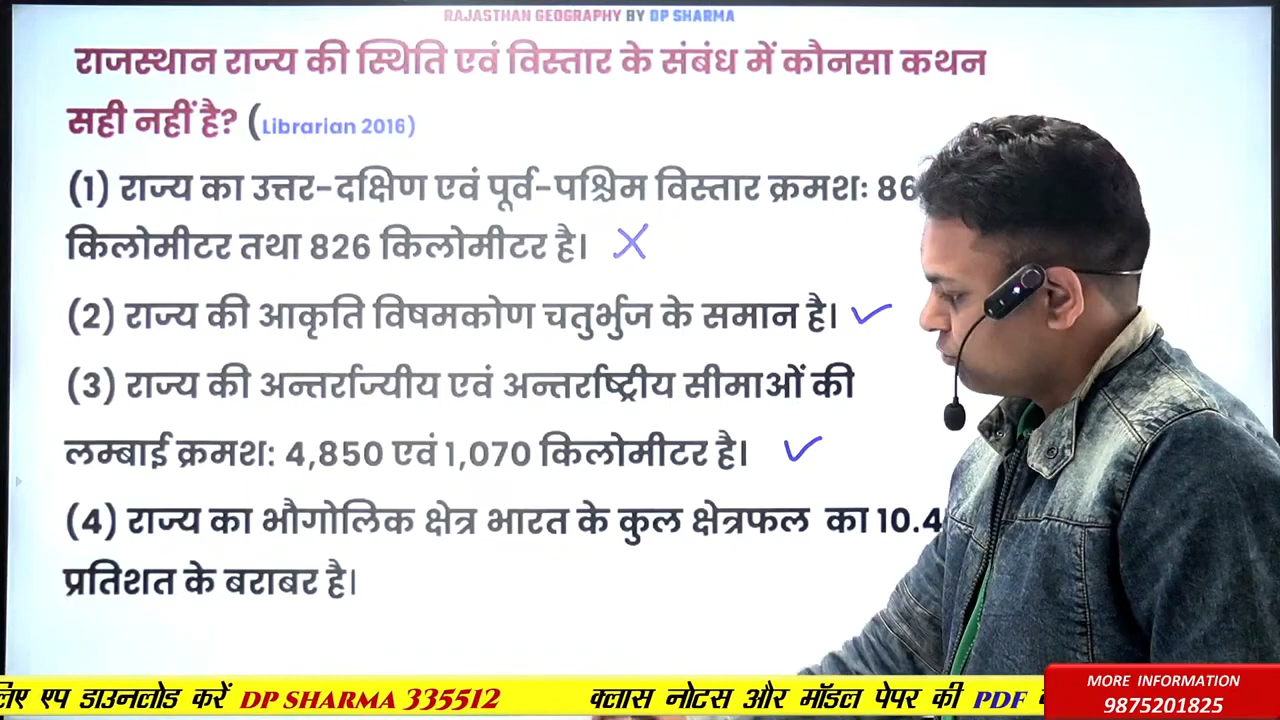 RAJASTHAN GEOGRAPHY BY DP SHARMA
राजस्थान राज्य की स्थिति एवं विस्तार के संबंध में कौनसा कथन
सही नहीं है? (Librarian 2016)
(1) राज्य का उत्तर-दक्षिण एवं पूर्व-पश्चिम विस्तार क्रमशः
किलोमीटर तथा 826 किलोमीटर है।
(2) राज्य की आकृति विषमकोण चतुर्भुज के समान है।
(3) राज्य की अन्तर्राज्यीय एवं अन्तर्राष्ट्रीय सीमाओं की
लम्बाई क्रमश: 4,850 एवं 1,070 किलोमीटर है।
(4) राज्य का भौगोलिक क्षेत्र भारत के कुल क्षेत्रफल का 10.4
प्रतिशत के बराबर है।
लिए एप डाउनलोड करें DP SHARMA 335512 क्लास नोटस और मॉडल पेपर की PDF
MORE INFORMATION
9875201825